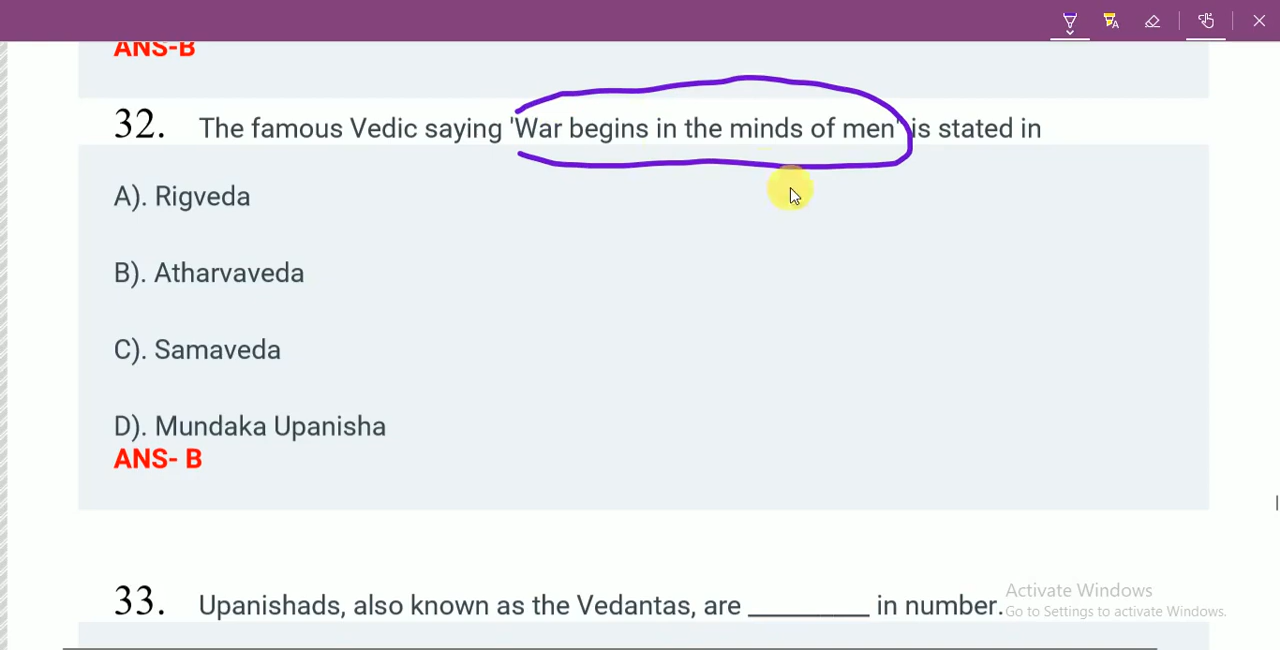 ANS-B
32. The famous Vedic saying 'War begins in the minds of men' is stated in
A). Rigveda
B). Atharvaveda
C). Samaveda
D). Mundaka Upanisha
ANS- B
33. Upanishads, also known as the Vedantas, are _________ in number.
Activate Windows
Go to Settings to activate Windows.